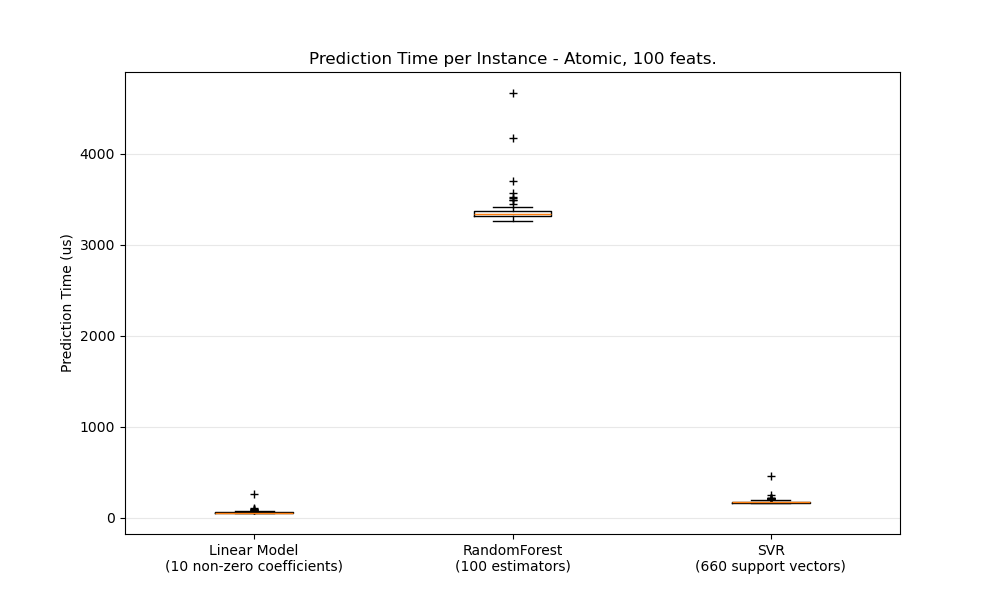 Prediction Time per Instance - Atomic, 100 feats.
Prediction Time (us)
4000
3000
2000
1000
0
Linear Model
(10 non-zero coefficients)
RandomForest
(100 estimators)
SVR
(660 support vectors)